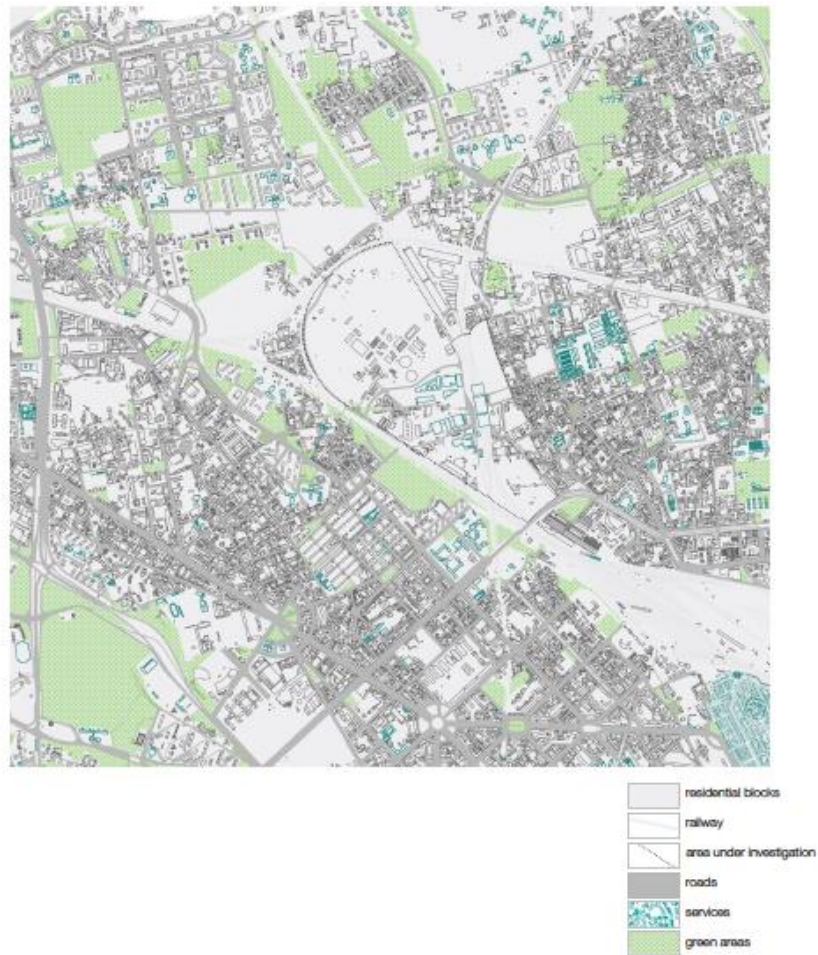 residential blocks
railway
area under investigation
roads
services
green areas